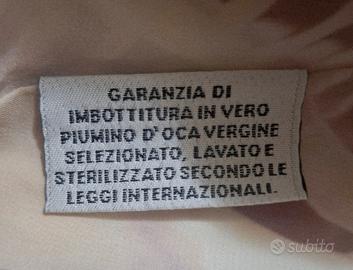 GARANZIA DI
IMBOTTITURA IN VERO
PIUMINO D'OCA VERGINE
SELEZIONATO, LAVATO E
STERILIZZATO SECONDO LE
LEGGI INTERNAZIONALI.
subito